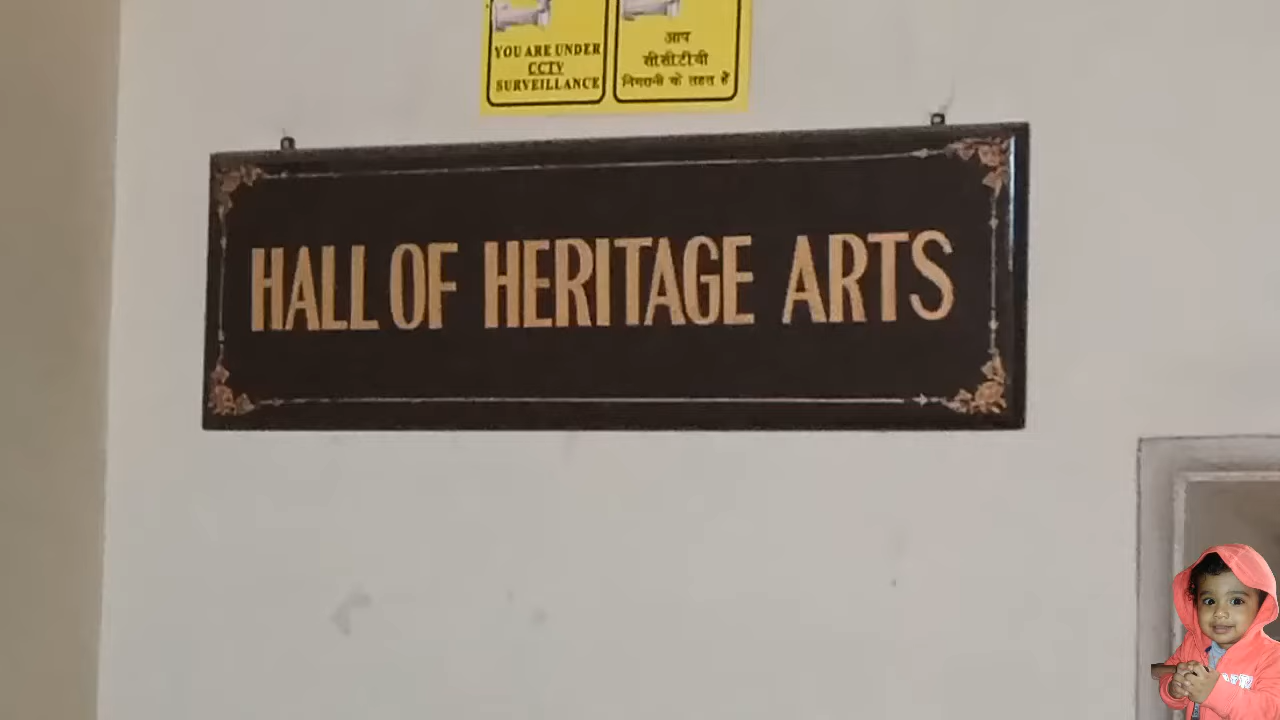 YOU ARE UNDER
CCTV
SURVEILLANCE
आप
सी.सी.टी.वी
निगरानी के तहत हैं
HALL OF HERITAGE ARTS